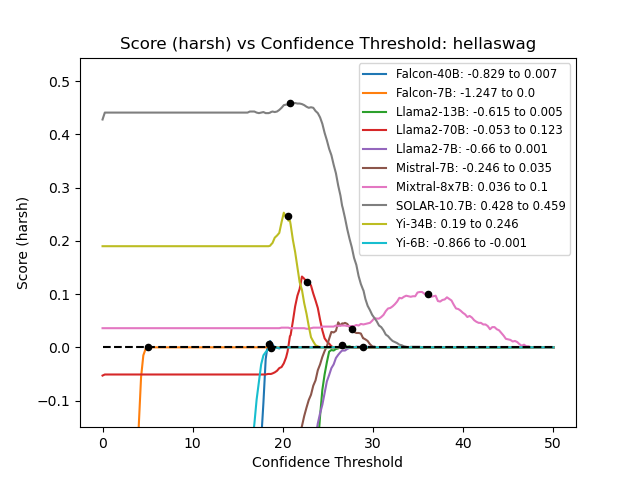 Score (harsh) vs Confidence Threshold: hellaswag
Falcon-40B: -0.829 to 0.007
Falcon-7B: -1.247 to 0.0
Llama2-13B: -0.615 to 0.005
Llama2-70B: -0.053 to 0.123
Llama2-7B: -0.66 to 0.001
Mistral-7B: -0.246 to 0.035
Mixtral-8x7B: 0.036 to 0.1
SOLAR-10.7B: 0.428 to 0.459
Yi-34B: 0.19 to 0.246
Yi-6B: -0.866 to -0.001
Score (harsh)
0.5
0.4
0.3
0.2
0.1
0.0
−0.1
0 10 20 30 40 50
Confidence Threshold